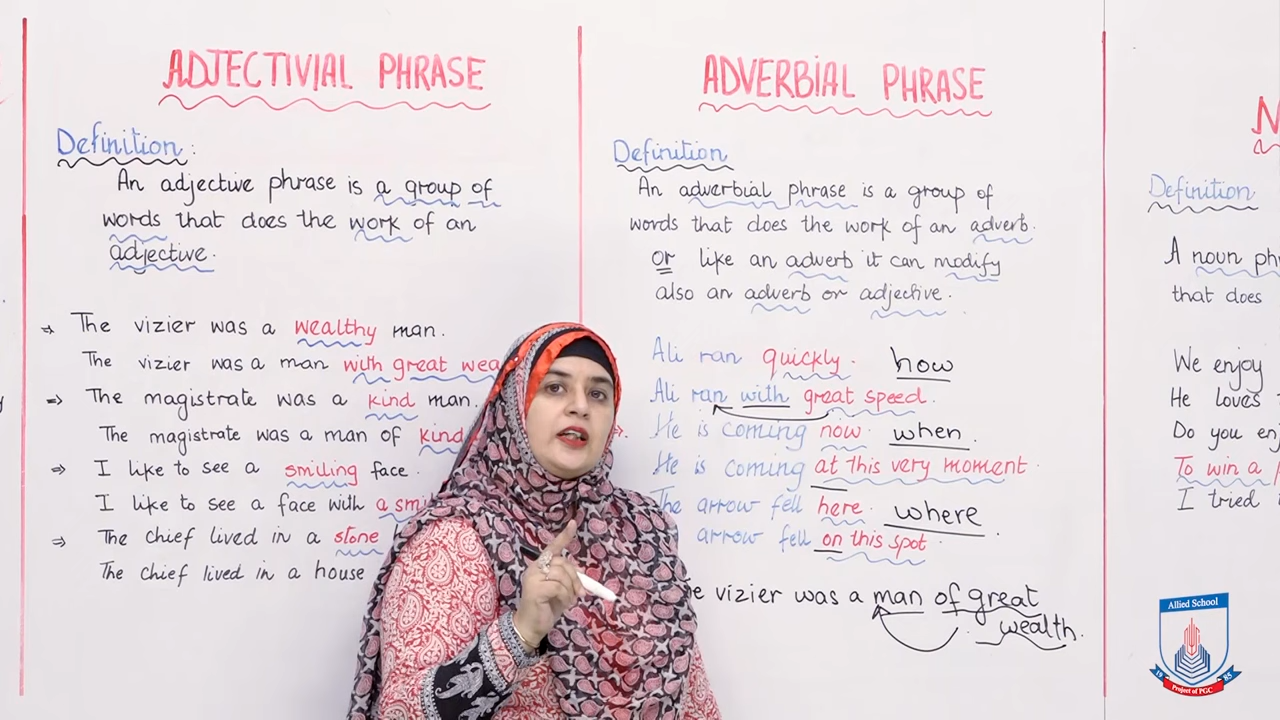 ADJECTIVIAL PHRASE
Definition:
An adjective phrase is a group of
words that does the work of an
adjective.
→ The vizier was a wealthy man.
The vizier was a man with great wea
→ The magistrate was a kind man.
The magistrate was a man of kind
→ I like to see a smiling face.
I like to see a face with a smi
→ The chief lived in a stone
The chief lived in a house
ADVERBIAL PHRASE
Definition
An adverbial phrase is a group of
words that does the work of an adverb.
or like an adverb it can modify
also an adverb or adjective.
Ali ran quickly. how
Ali ran with great speed.
He is coming now. when.
He is coming at this very moment.
The arrow fell here. where.
arrow fell on this spot.
e vizier was a man of great
wealth.
N
Definition
A noun ph
that does
We enjoy
He loves
Do you en
To win a
I tried
Allied School
19 85
Project of PGC